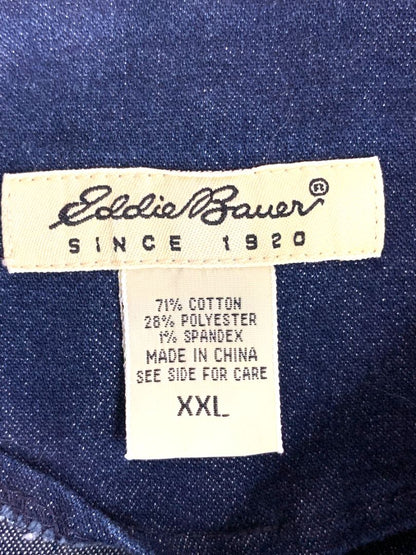 Eddie Bauer®
SINCE 1920
71% COTTON
28% POLYESTER
1% SPANDEX
MADE IN CHINA
SEE SIDE FOR CARE
XXL